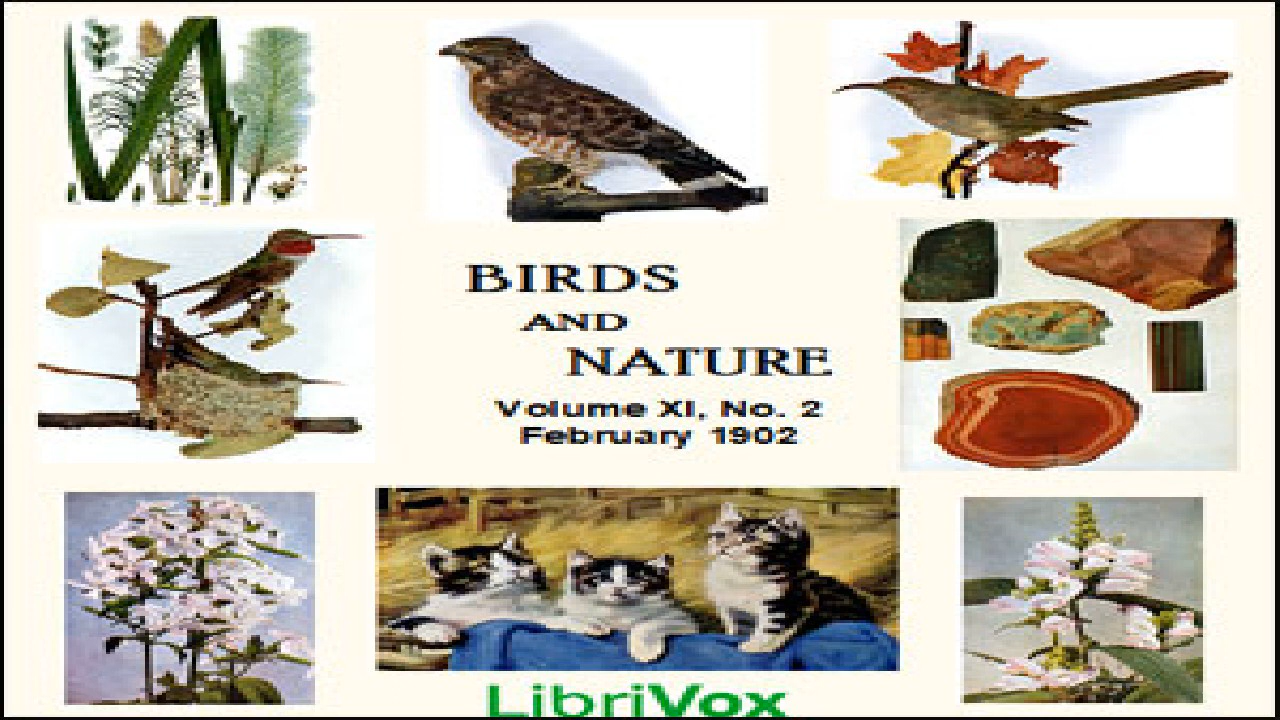 BIRDS
AND
NATURE
Volume XI, No. 2
February 1902
LibriVox